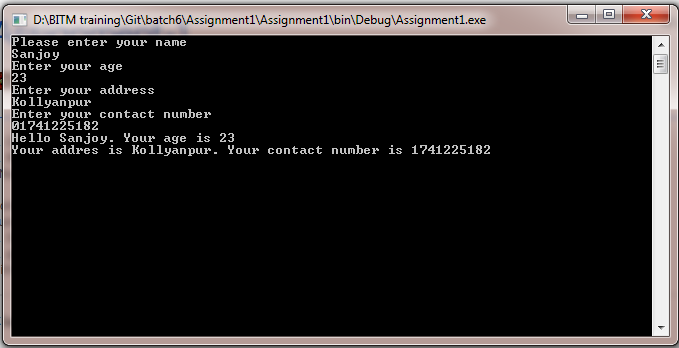 D:\BITM training\Git\batch6\Assignment1\Assignment1\bin\Debug\Assignment1.exe
Please enter your name
Sanjoy
Enter your age
23
Enter your address
Kollyanpur
Enter your contact number
01741225182
Hello Sanjoy. Your age is 23
Your addres is Kollyanpur. Your contact number is 1741225182